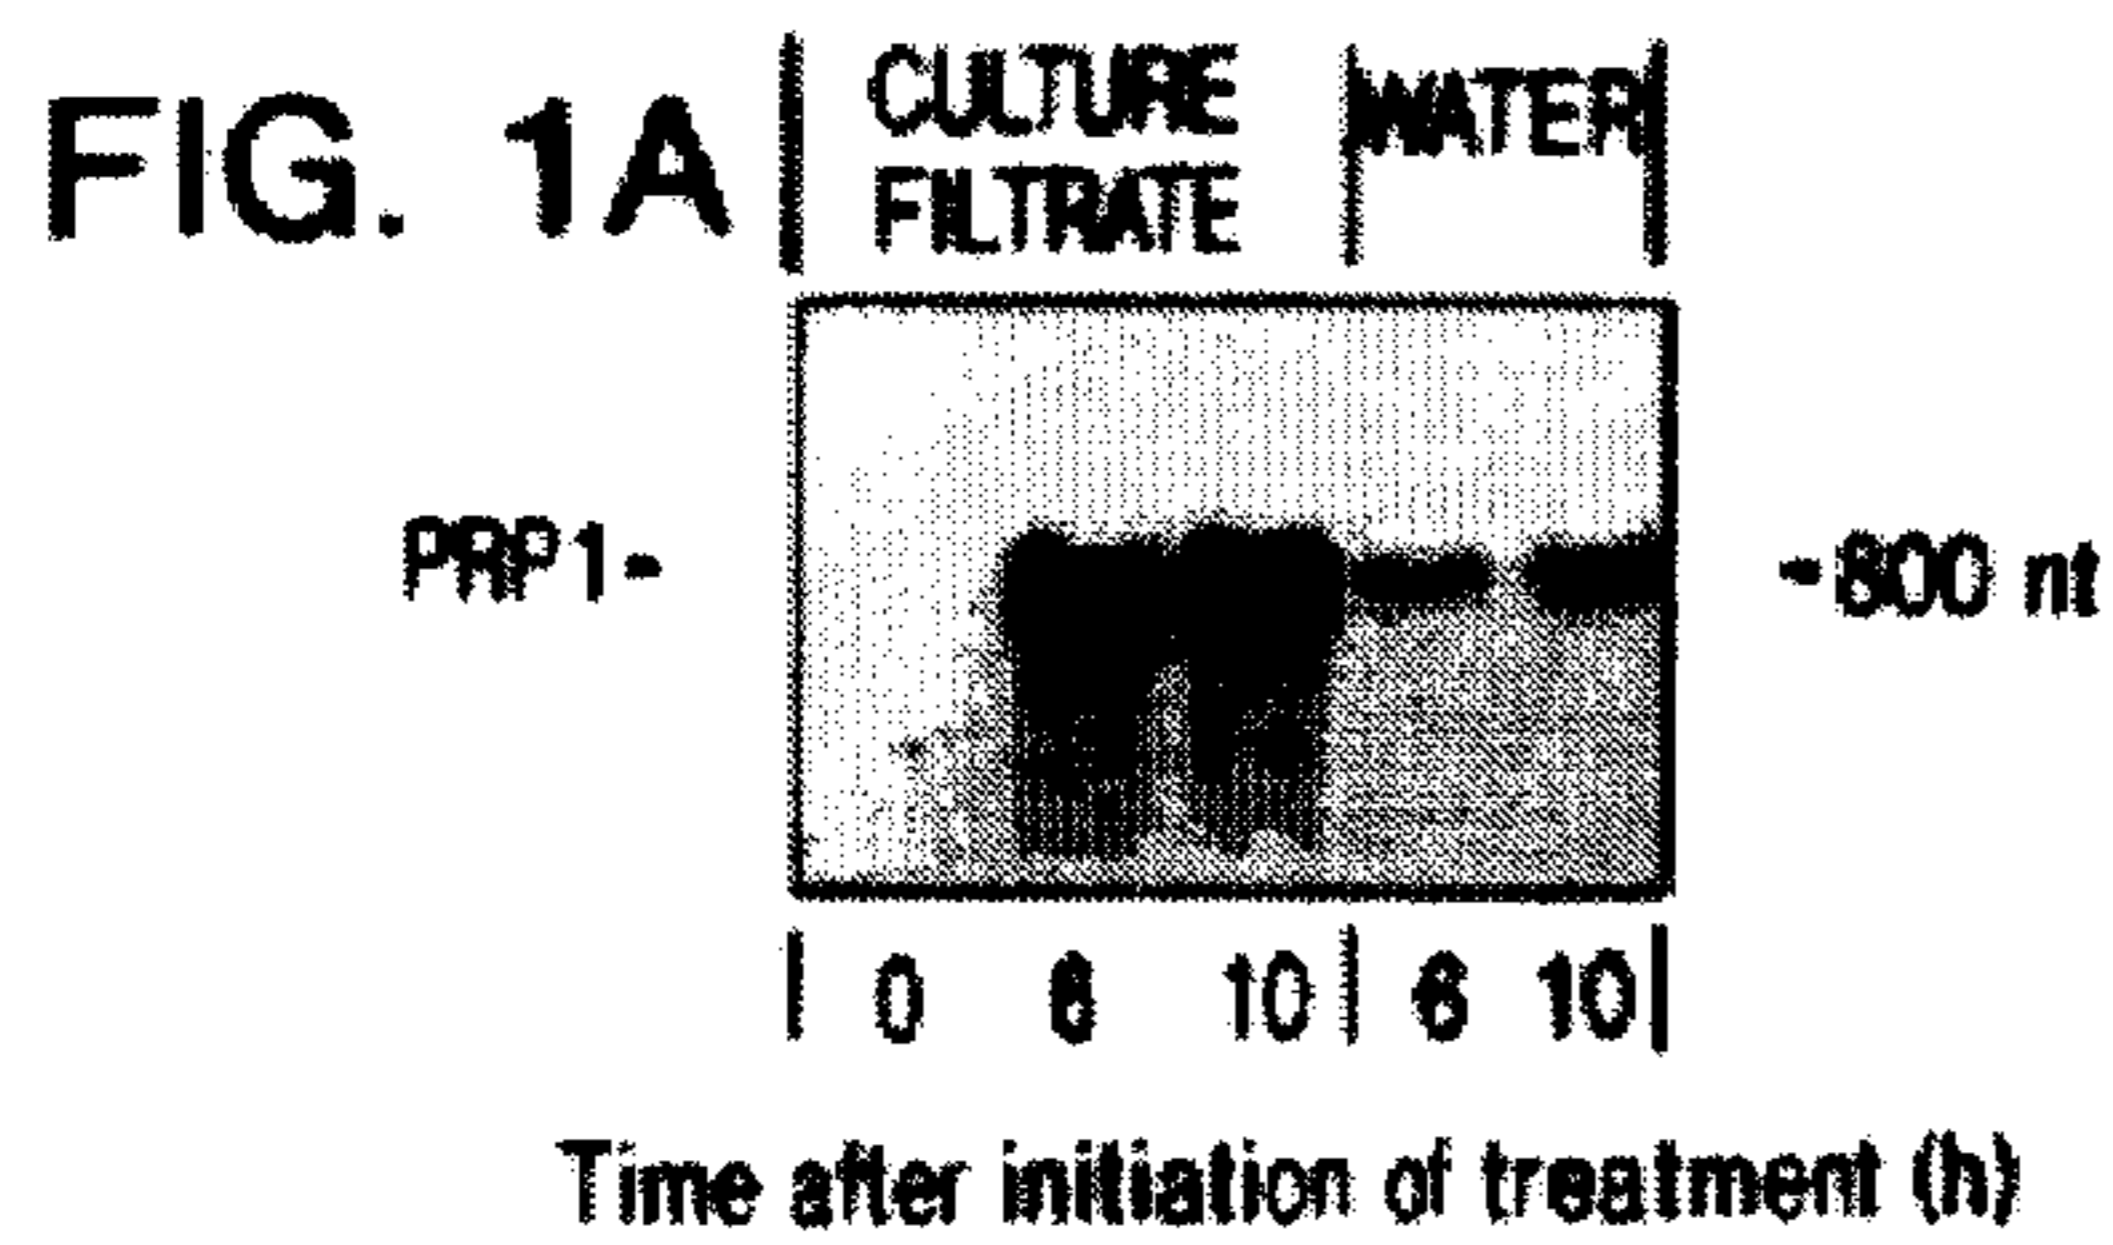 FIG. 1A
CULTURE FILTRATE
WATER
PRP1-
-800 nt
0 6 10 6 10
Time after initiation of treatment (h)